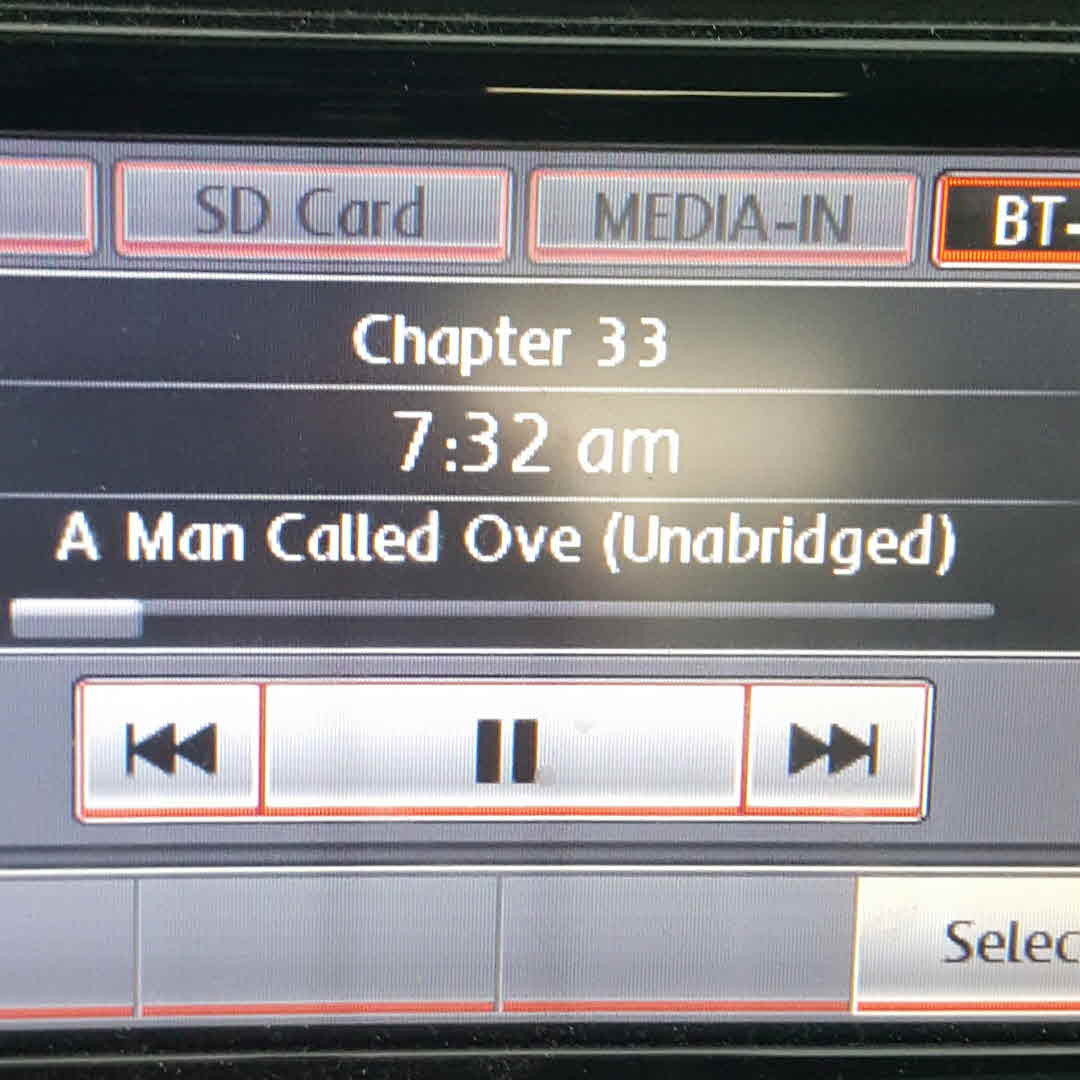 SD Card MEDIA-IN BT-
Chapter 33
7:32 am
A Man Called Ove (Unabridged)
Selec